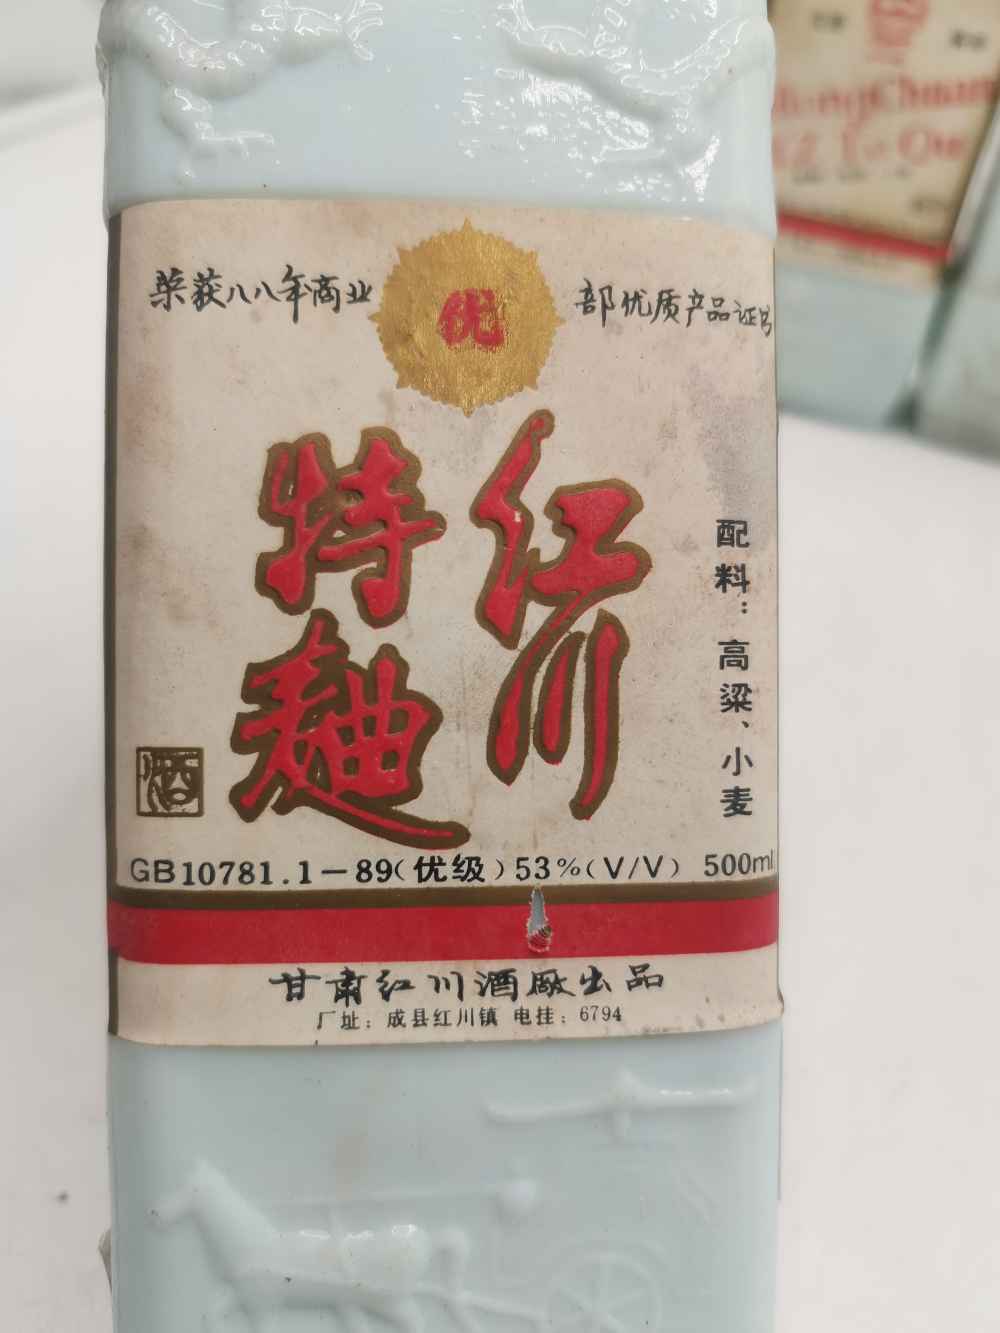 荣获八八年商业 优 部优质产品证书
红川
特麯
酒
配料：高粱、小麦
GB10781.1－89（优级）53％（V/V） 500ml
甘肃红川酒厰出品
厂址：成县红川镇 电挂：6794